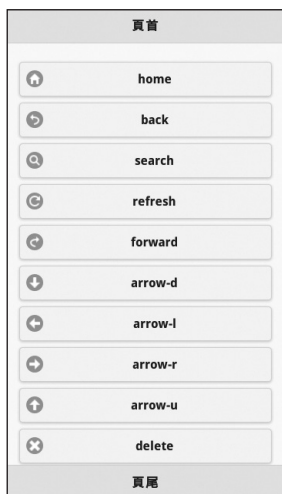 頁首
home
back
search
refresh
forward
arrow-d
arrow-l
arrow-r
arrow-u
delete
頁尾